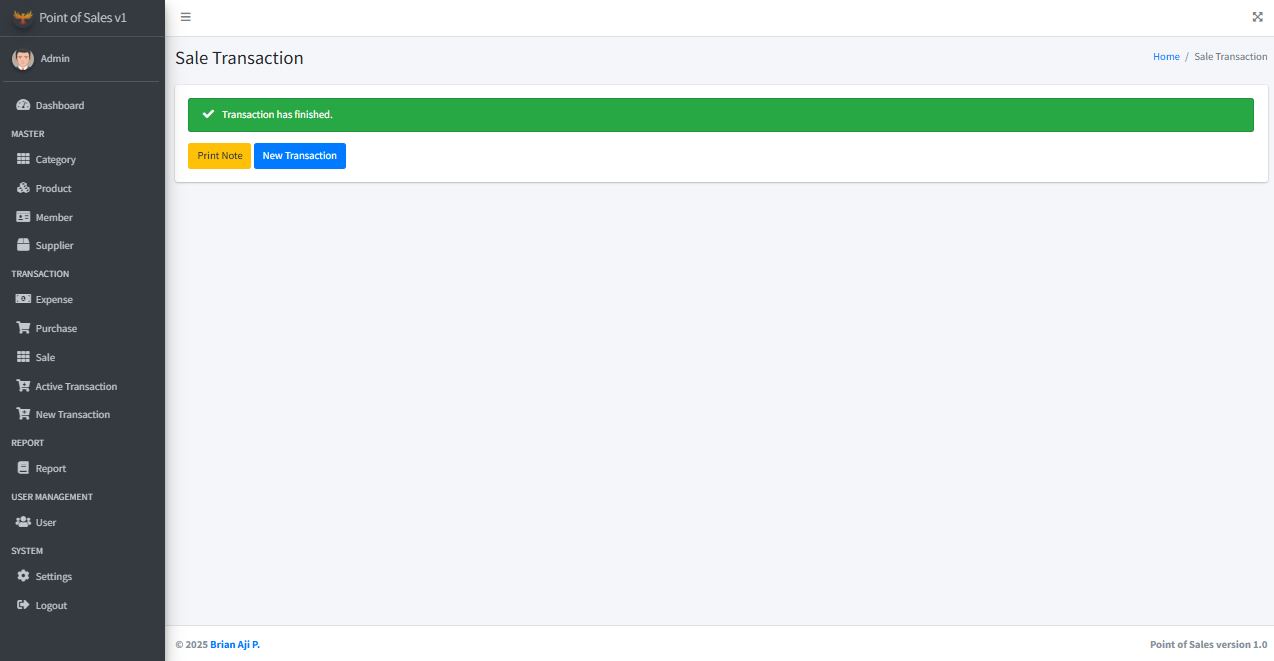 Point of Sales v1
Admin
Dashboard
MASTER
Category
Product
Member
Supplier
TRANSACTION
Expense
Purchase
Sale
Active Transaction
New Transaction
REPORT
Report
USER MANAGEMENT
User
SYSTEM
Settings
Logout
Sale Transaction
Home / Sale Transaction
Transaction has finished.
Print Note New Transaction
© 2025 Brian Aji P.
Point of Sales version 1.0